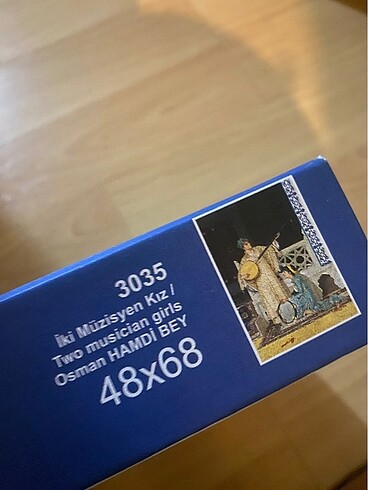 3035
İki Müzisyen Kız /
Two musician girls
Osman HAMDİ BEY
48x68